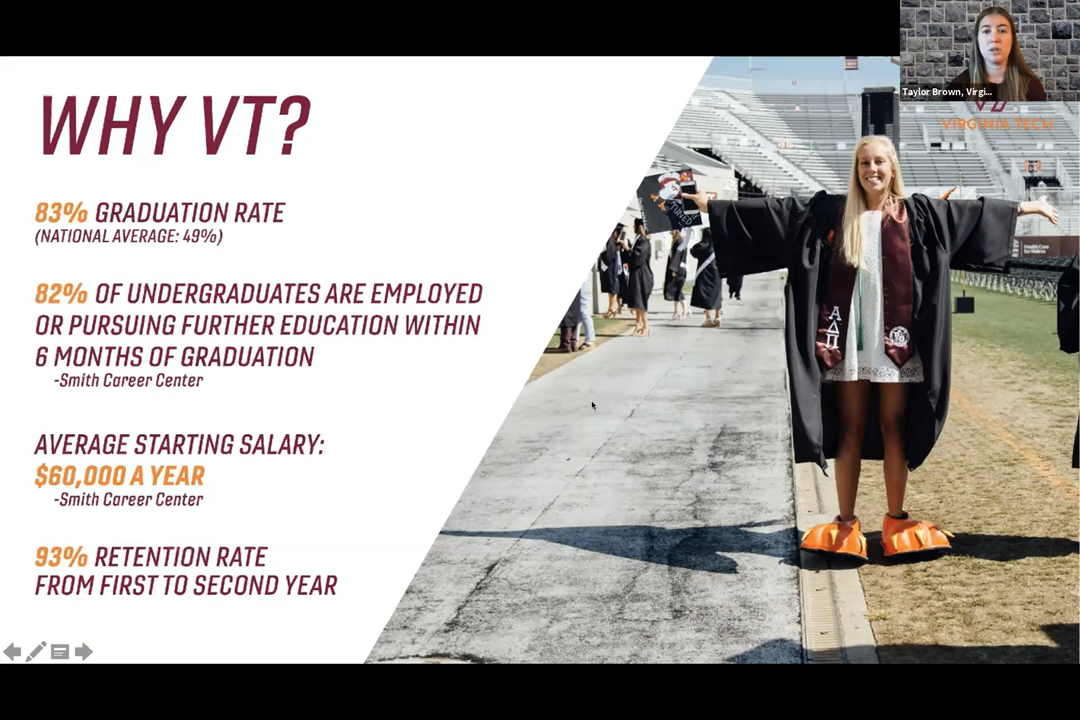 WHY VT?
83% GRADUATION RATE
(NATIONAL AVERAGE: 49%)
82% OF UNDERGRADUATES ARE EMPLOYED
OR PURSUING FURTHER EDUCATION WITHIN
6 MONTHS OF GRADUATION
-Smith Career Center
AVERAGE STARTING SALARY:
$60,000 A YEAR
-Smith Career Center
93% RETENTION RATE
FROM FIRST TO SECOND YEAR
Taylor Brown, Virgi...
VIRGINIA TECH
ΑΔΠ